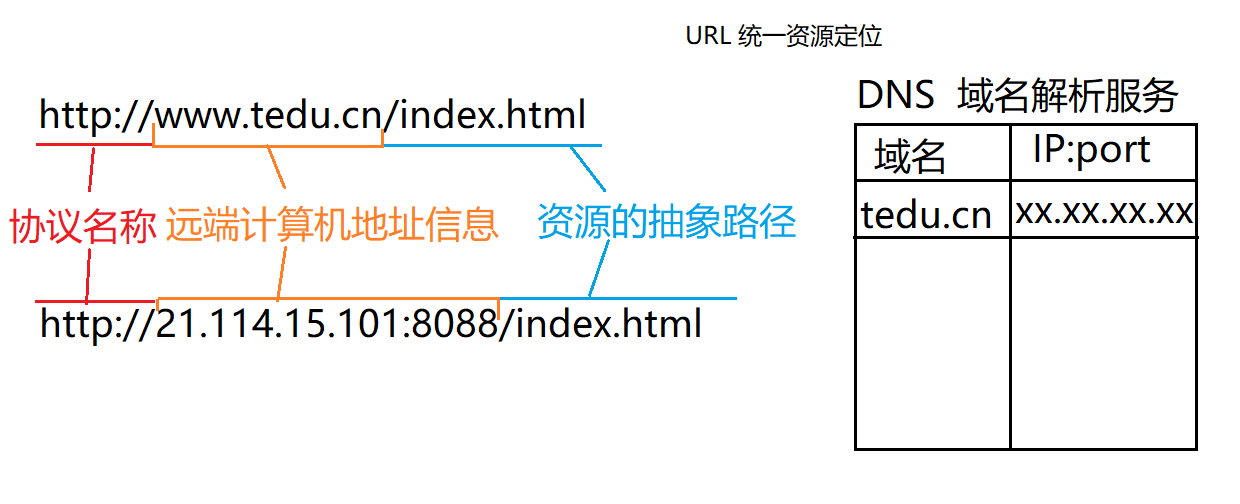 URL 统一资源定位
http://www.tedu.cn/index.html
协议名称 远端计算机地址信息 资源的抽象路径
http://21.114.15.101:8088/index.html
DNS 域名解析服务
域名 IP:port
tedu.cn xx.xx.xx.xx